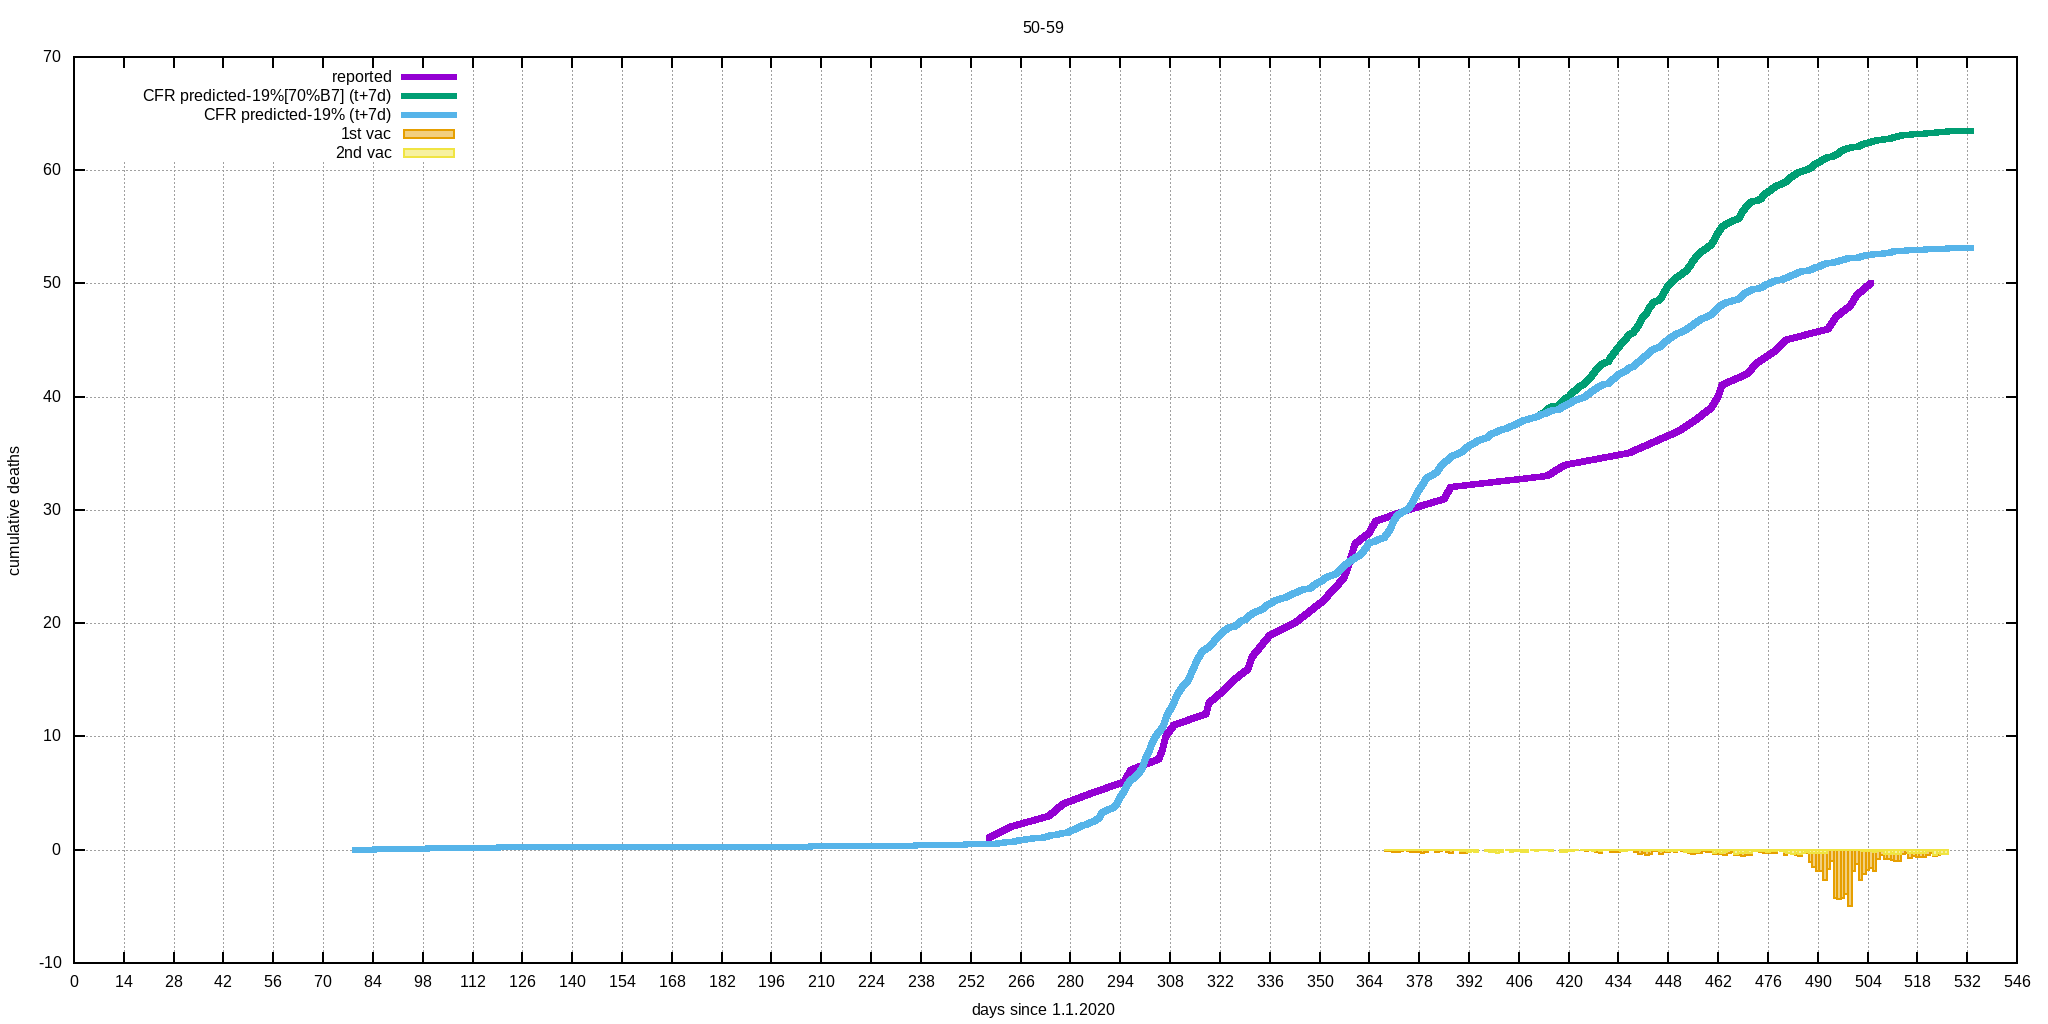 50-59
70
60
50
40
30
20
10
0
-10
reported
CFR predicted-19%[70%B7] (t+7d)
CFR predicted-19% (t+7d)
1st vac
2nd vac
cumulative deaths
0 14 28 42 56 70 84 98 112 126 140 154 168 182 196 210 224 238 252 266 280 294 308 322 336 350 364 378 392 406 420 434 448 462 476 490 504 518 532 546
days since 1.1.2020